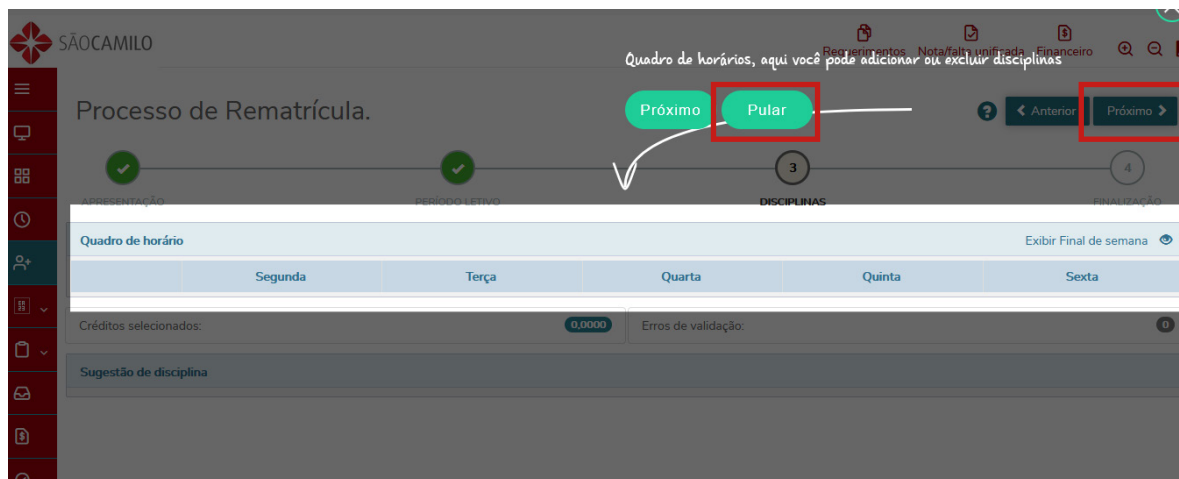 SÃOCAMILO
Requerimentos Nota/falta unificada Financeiro
Quadro de horários, aqui você pode adicionar ou excluir disciplinas
Processo de Rematrícula.
Próximo Pular
? Anterior Próximo
3 4
APRESENTAÇÃO PERÍODO LETIVO DISCIPLINAS FINALIZAÇÃO
Quadro de horário Exibir Final de semana
Segunda Terça Quarta Quinta Sexta
Créditos selecionados: 0,0000 Erros de validação: 0
Sugestão de disciplina